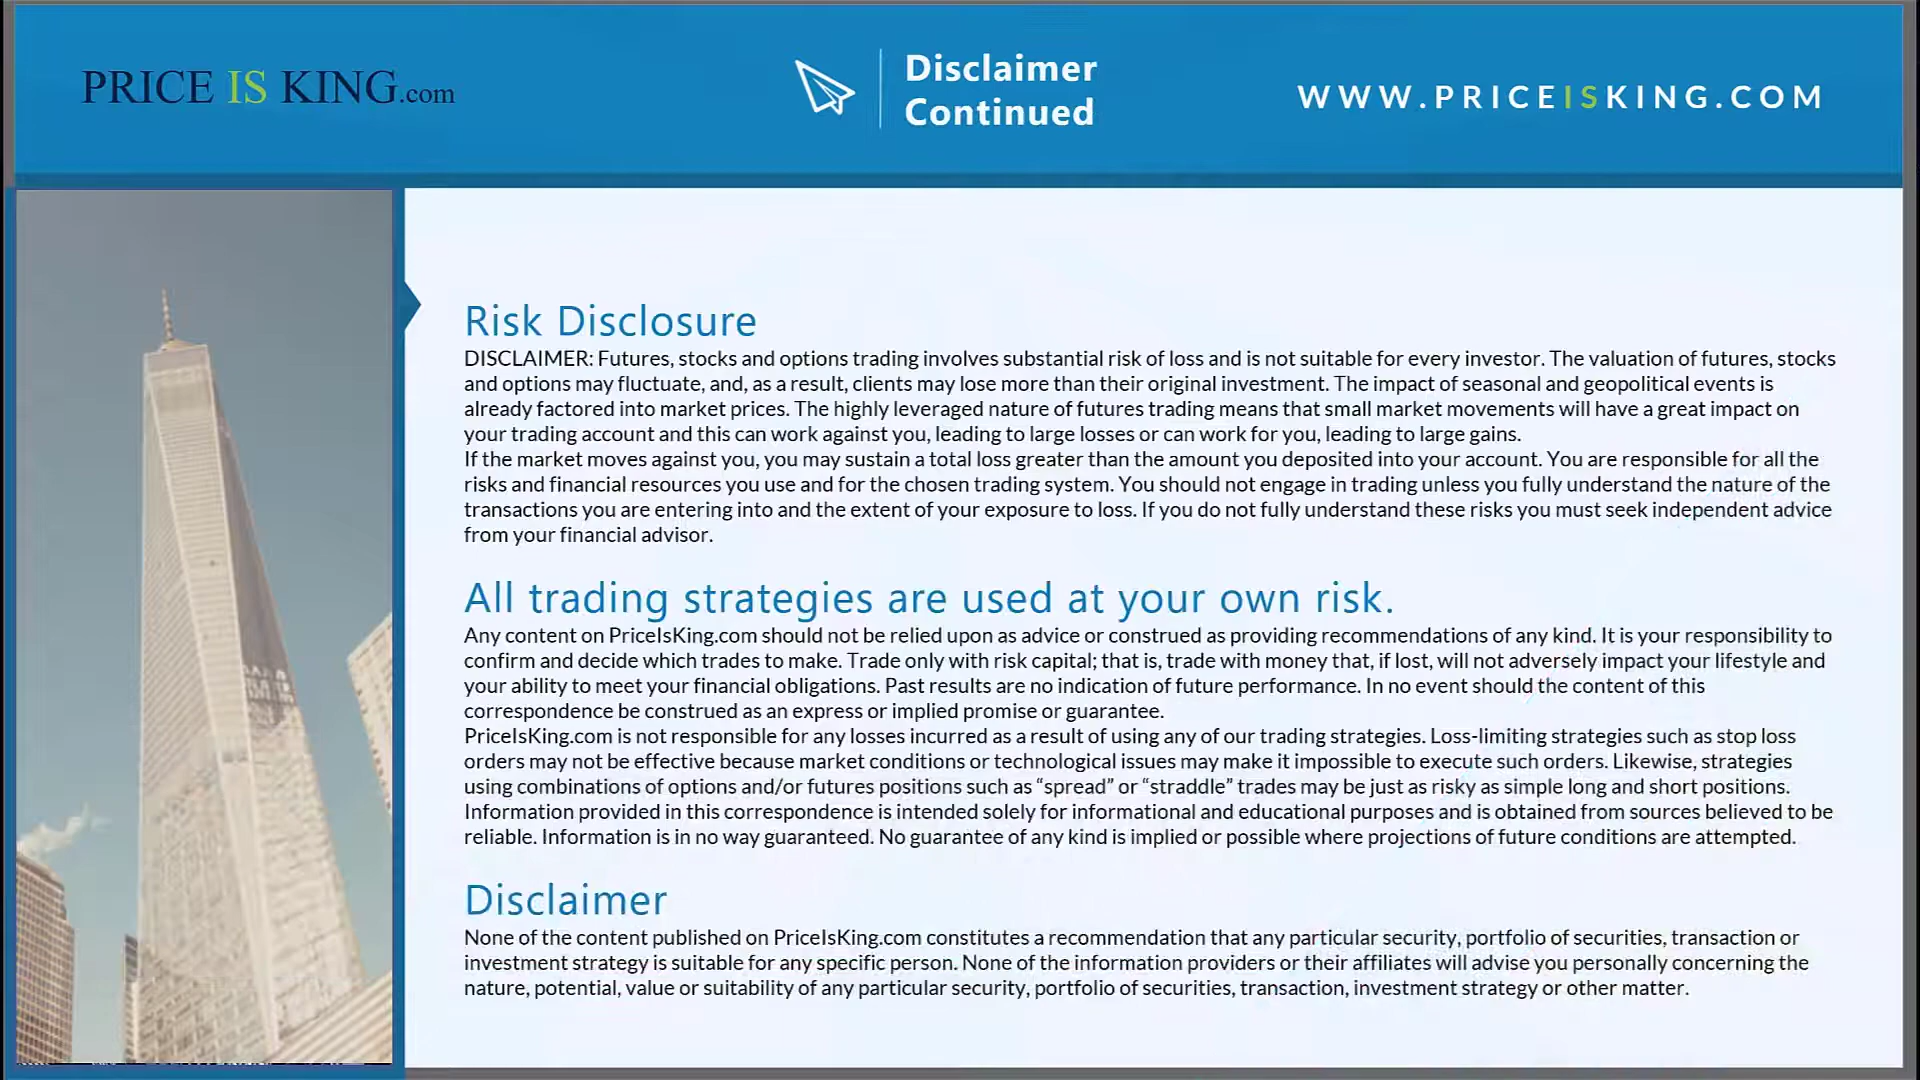 PRICE IS KING.com
Disclaimer
Continued
WWW.PRICEISKING.COM
Risk Disclosure
DISCLAIMER: Futures, stocks and options trading involves substantial risk of loss and is not suitable for every investor. The valuation of futures, stocks
and options may fluctuate, and, as a result, clients may lose more than their original investment. The impact of seasonal and geopolitical events is
already factored into market prices. The highly leveraged nature of futures trading means that small market movements will have a great impact on
your trading account and this can work against you, leading to large losses or can work for you, leading to large gains.
If the market moves against you, you may sustain a total loss greater than the amount you deposited into your account. You are responsible for all the
risks and financial resources you use and for the chosen trading system. You should not engage in trading unless you fully understand the nature of the
transactions you are entering into and the extent of your exposure to loss. If you do not fully understand these risks you must seek independent advice
from your financial advisor.
All trading strategies are used at your own risk.
Any content on PriceIsKing.com should not be relied upon as advice or construed as providing recommendations of any kind. It is your responsibility to
confirm and decide which trades to make. Trade only with risk capital; that is, trade with money that, if lost, will not adversely impact your lifestyle and
your ability to meet your financial obligations. Past results are no indication of future performance. In no event should the content of this
correspondence be construed as an express or implied promise or guarantee.
PriceIsKing.com is not responsible for any losses incurred as a result of using any of our trading strategies. Loss-limiting strategies such as stop loss
orders may not be effective because market conditions or technological issues may make it impossible to execute such orders. Likewise, strategies
using combinations of options and/or futures positions such as “spread” or “straddle” trades may be just as risky as simple long and short positions.
Information provided in this correspondence is intended solely for informational and educational purposes and is obtained from sources believed to be
reliable. Information is in no way guaranteed. No guarantee of any kind is implied or possible where projections of future conditions are attempted.
Disclaimer
None of the content published on PriceIsKing.com constitutes a recommendation that any particular security, portfolio of securities, transaction or
investment strategy is suitable for any specific person. None of the information providers or their affiliates will advise you personally concerning the
nature, potential, value or suitability of any particular security, portfolio of securities, transaction, investment strategy or other matter.